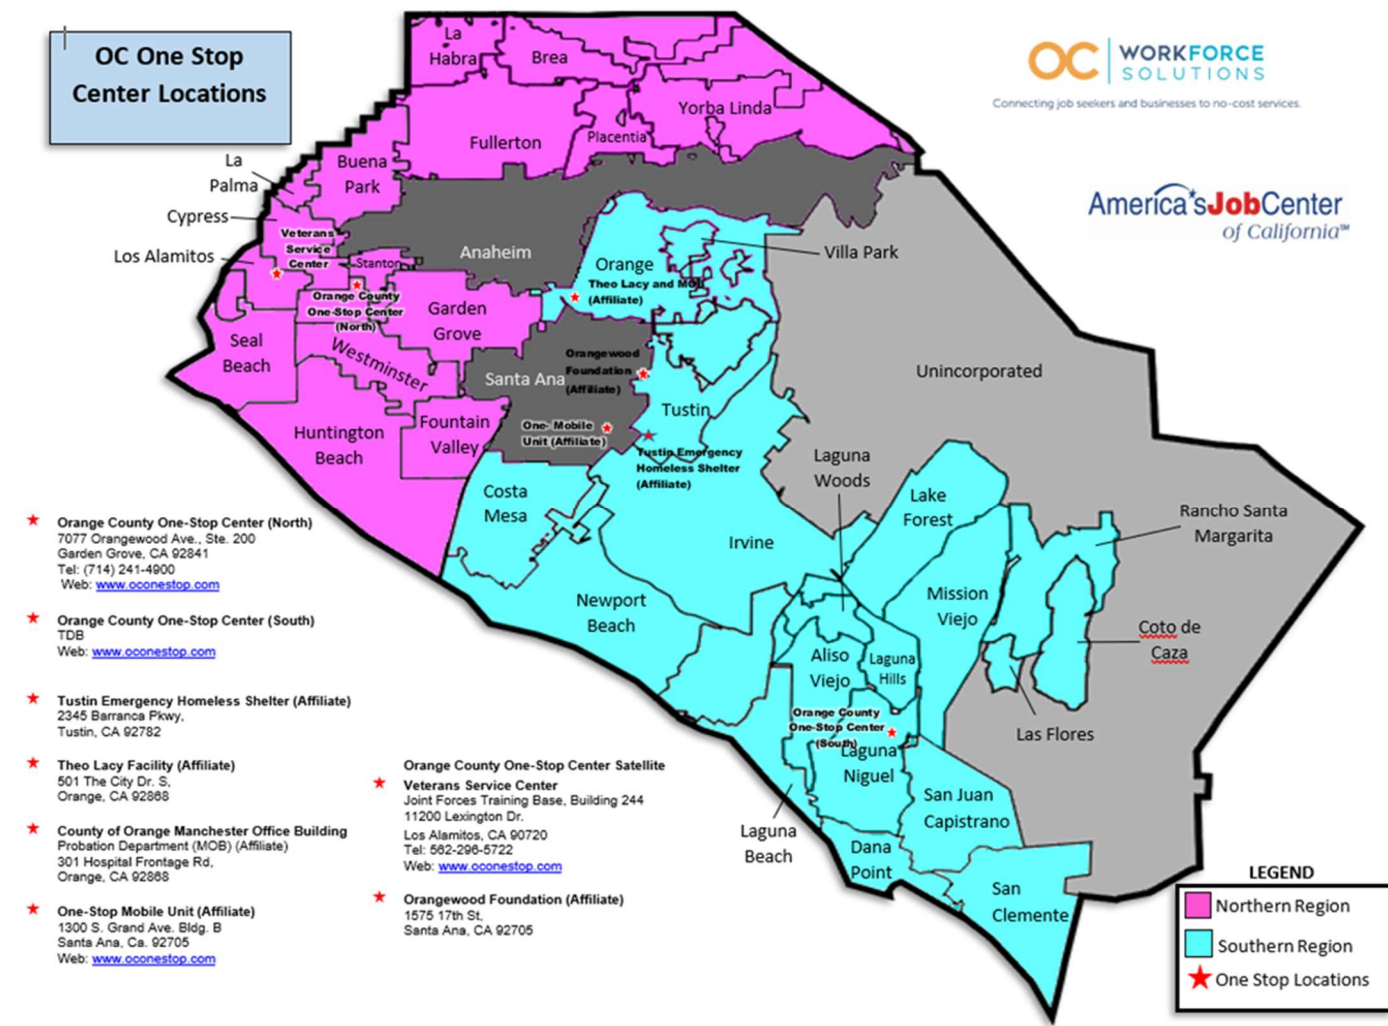 OC One Stop
Center Locations
OC WORKFORCE
SOLUTIONS
Connecting job seekers and businesses to no-cost services.
America'sJobCenter
of California℠
La
Habra
Brea
Yorba Linda
Placentia
Fullerton
Buena
Park
La
Palma
Cypress
Los Alamitos
Veterans
Service
Center
Stanton
Anaheim
Orange County
One-Stop Center
(North)
Garden
Grove
Orange
Theo Lacy and MOB
(Affiliate)
Villa Park
Seal
Beach
Westminster
Santa Ana
Orangewood
Foundation
(Affiliate)
Unincorporated
Tustin
Huntington
Beach
Fountain
Valley
One- Mobile
Unit (Affiliate)
Tustin Emergency
Homeless Shelter
(Affiliate)
Laguna
Woods
Costa
Mesa
Lake
Forest
Rancho Santa
Margarita
Irvine
Newport
Beach
Mission
Viejo
Coto de
Caza
Aliso
Viejo
Laguna
Hills
Las Flores
Orange County
One-Stop Center
(South)
Laguna
Niguel
San Juan
Capistrano
Laguna
Beach
Dana
Point
San
Clemente
Orange County One-Stop Center (North)
7077 Orangewood Ave., Ste. 200
Garden Grove, CA 92841
Tel: (714) 241-4900
Web: www.oconestop.com
Orange County One-Stop Center (South)
TDB
Web: www.oconestop.com
Tustin Emergency Homeless Shelter (Affiliate)
2345 Barranca Pkwy,
Tustin, CA 92782
Theo Lacy Facility (Affiliate)
501 The City Dr. S,
Orange, CA 92868
County of Orange Manchester Office Building
Probation Department (MOB) (Affiliate)
301 Hospital Frontage Rd,
Orange, CA 92868
One-Stop Mobile Unit (Affiliate)
1300 S. Grand Ave. Bldg. B
Santa Ana, Ca. 92705
Web: www.oconestop.com
Orange County One-Stop Center Satellite
Veterans Service Center
Joint Forces Training Base, Building 244
11200 Lexington Dr.
Los Alamitos, CA 90720
Tel: 562-296-5722
Web: www.oconestop.com
Orangewood Foundation (Affiliate)
1575 17th St,
Santa Ana, CA 92705
LEGEND
Northern Region
Southern Region
One Stop Locations